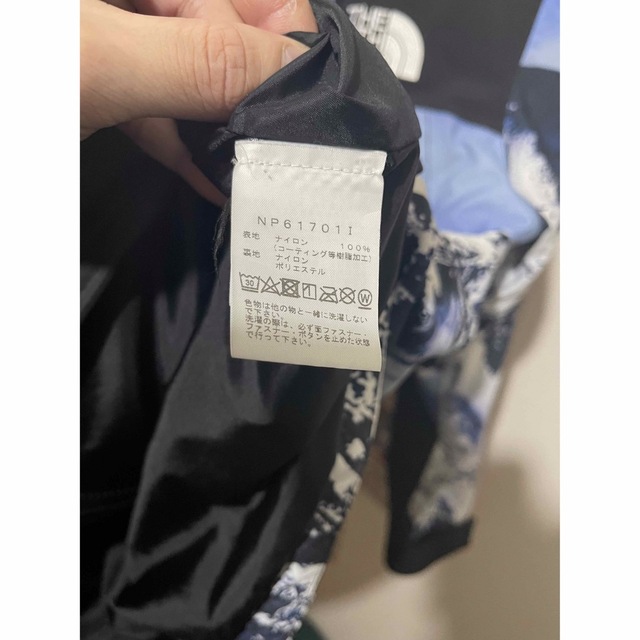 THE
NORTH
NP61701I
表地 ナイロン 100%
(コーティング等樹脂加工)
裏地 ナイロン
ポリエステル
30 W
色物は他の物と一緒に洗濯しない
で下さい。
洗濯の際は、必ず面ファスナー・
ファスナー・ボタンを止めた状態
で行って下さい。